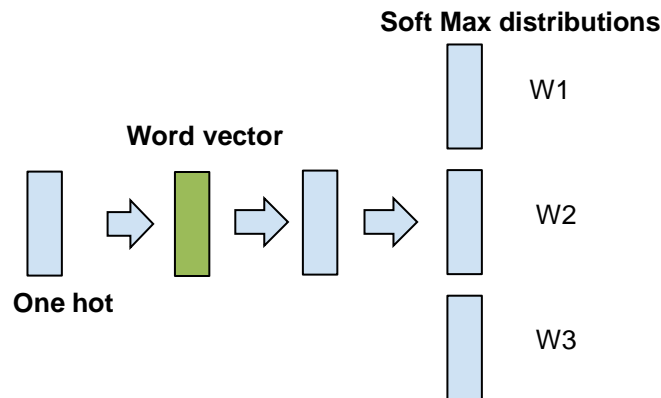 Soft Max distributions
W1
Word vector
W2
One hot
W3